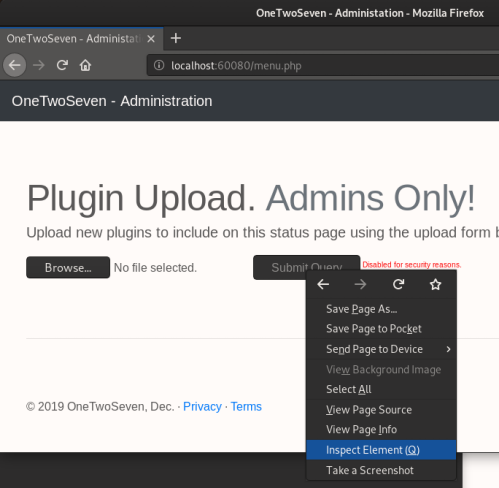 OneTwoSeven - Administation - Mozilla Firefox
OneTwoSeven - Administati
localhost:60080/menu.php
OneTwoSeven - Administration
Plugin Upload. Admins Only!
Upload new plugins to include on this status page using the upload form b
Browse... No file selected. Submit Query Disabled for security reasons.
Save Page As...
Save Page to Pocket
Send Page to Device
View Background Image
Select All
View Page Source
View Page Info
Inspect Element (Q)
Take a Screenshot
© 2019 OneTwoSeven, Dec. · Privacy · Terms